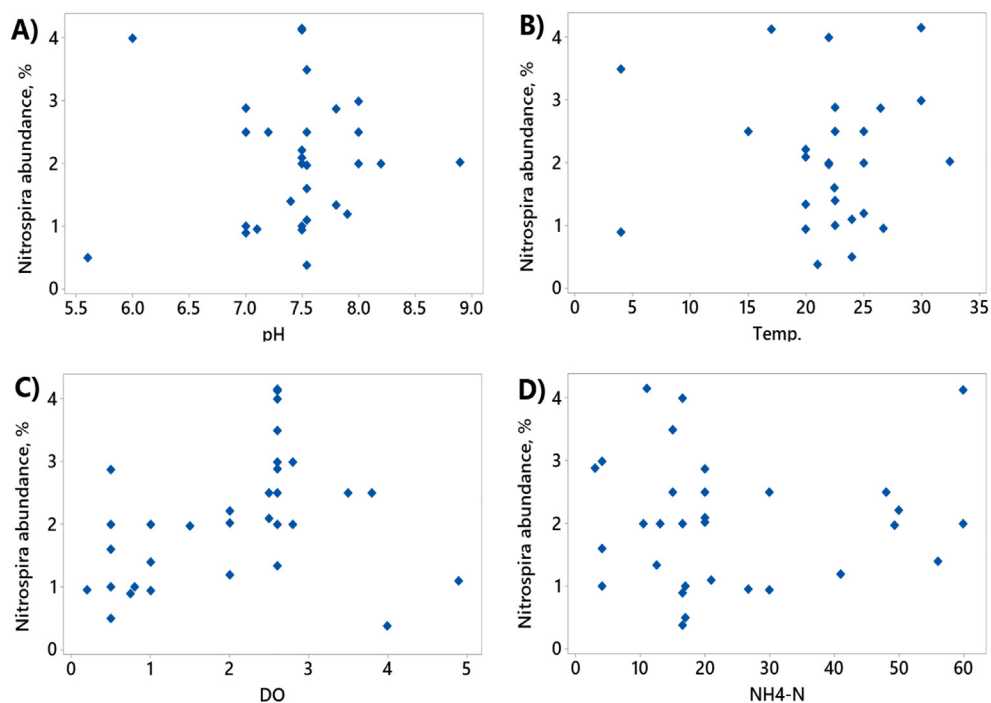 A)
Nitrospira abundance, %
4
3
2
1
0
5.5 6.0 6.5 7.0 7.5 8.0 8.5 9.0
pH
B)
Nitrospira abundance, %
4
3
2
1
0
0 5 10 15 20 25 30 35
Temp.
C)
Nitrospira abundance, %
4
3
2
1
0
0 1 2 3 4 5
DO
D)
Nitrospira abundance, %
4
3
2
1
0
0 10 20 30 40 50 60
NH4-N